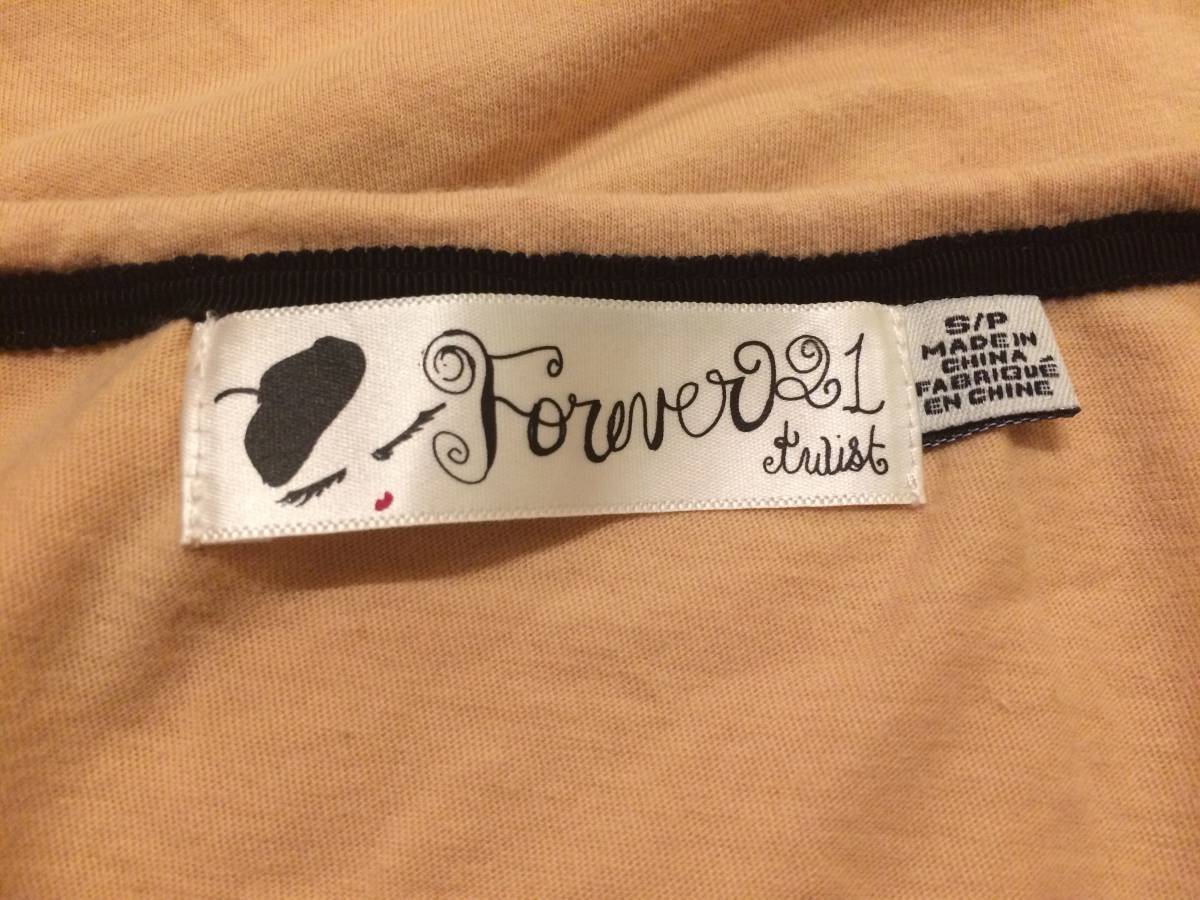 Forever21
twist
S/P
MADE IN
CHINA
FABRIQUÉ
EN CHINE